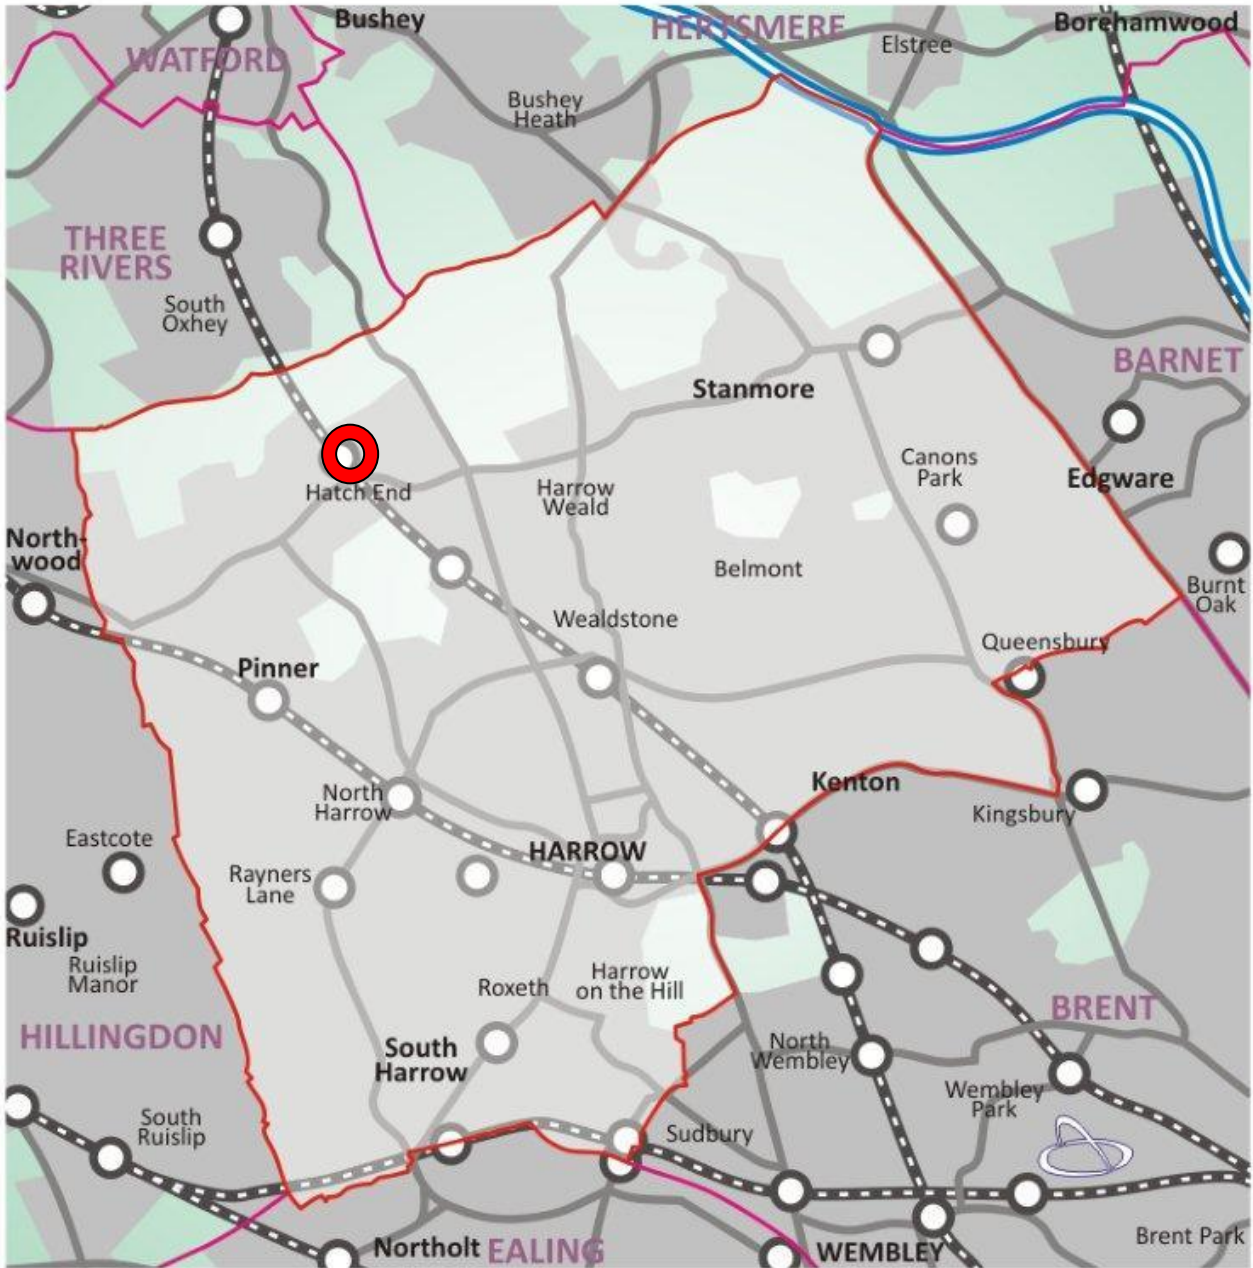 Bushey
HERTSMERE
Borehamwood
Elstree
WATFORD
Bushey
Heath
THREE
RIVERS
South
Oxhey
BARNET
Stanmore
Canons
Park
Edgware
Hatch End
Harrow
Weald
North-
wood
Belmont
Burnt
Oak
Wealdstone
Queensbury
Pinner
Kenton
North
Harrow
Kingsbury
Eastcote
HARROW
Rayners
Lane
Ruislip
Ruislip
Manor
Roxeth
Harrow
on the Hill
BRENT
HILLINGDON
South
Harrow
North
Wembley
Wembley
Park
South
Ruislip
Sudbury
Northolt
EALING
WEMBLEY
Brent Park